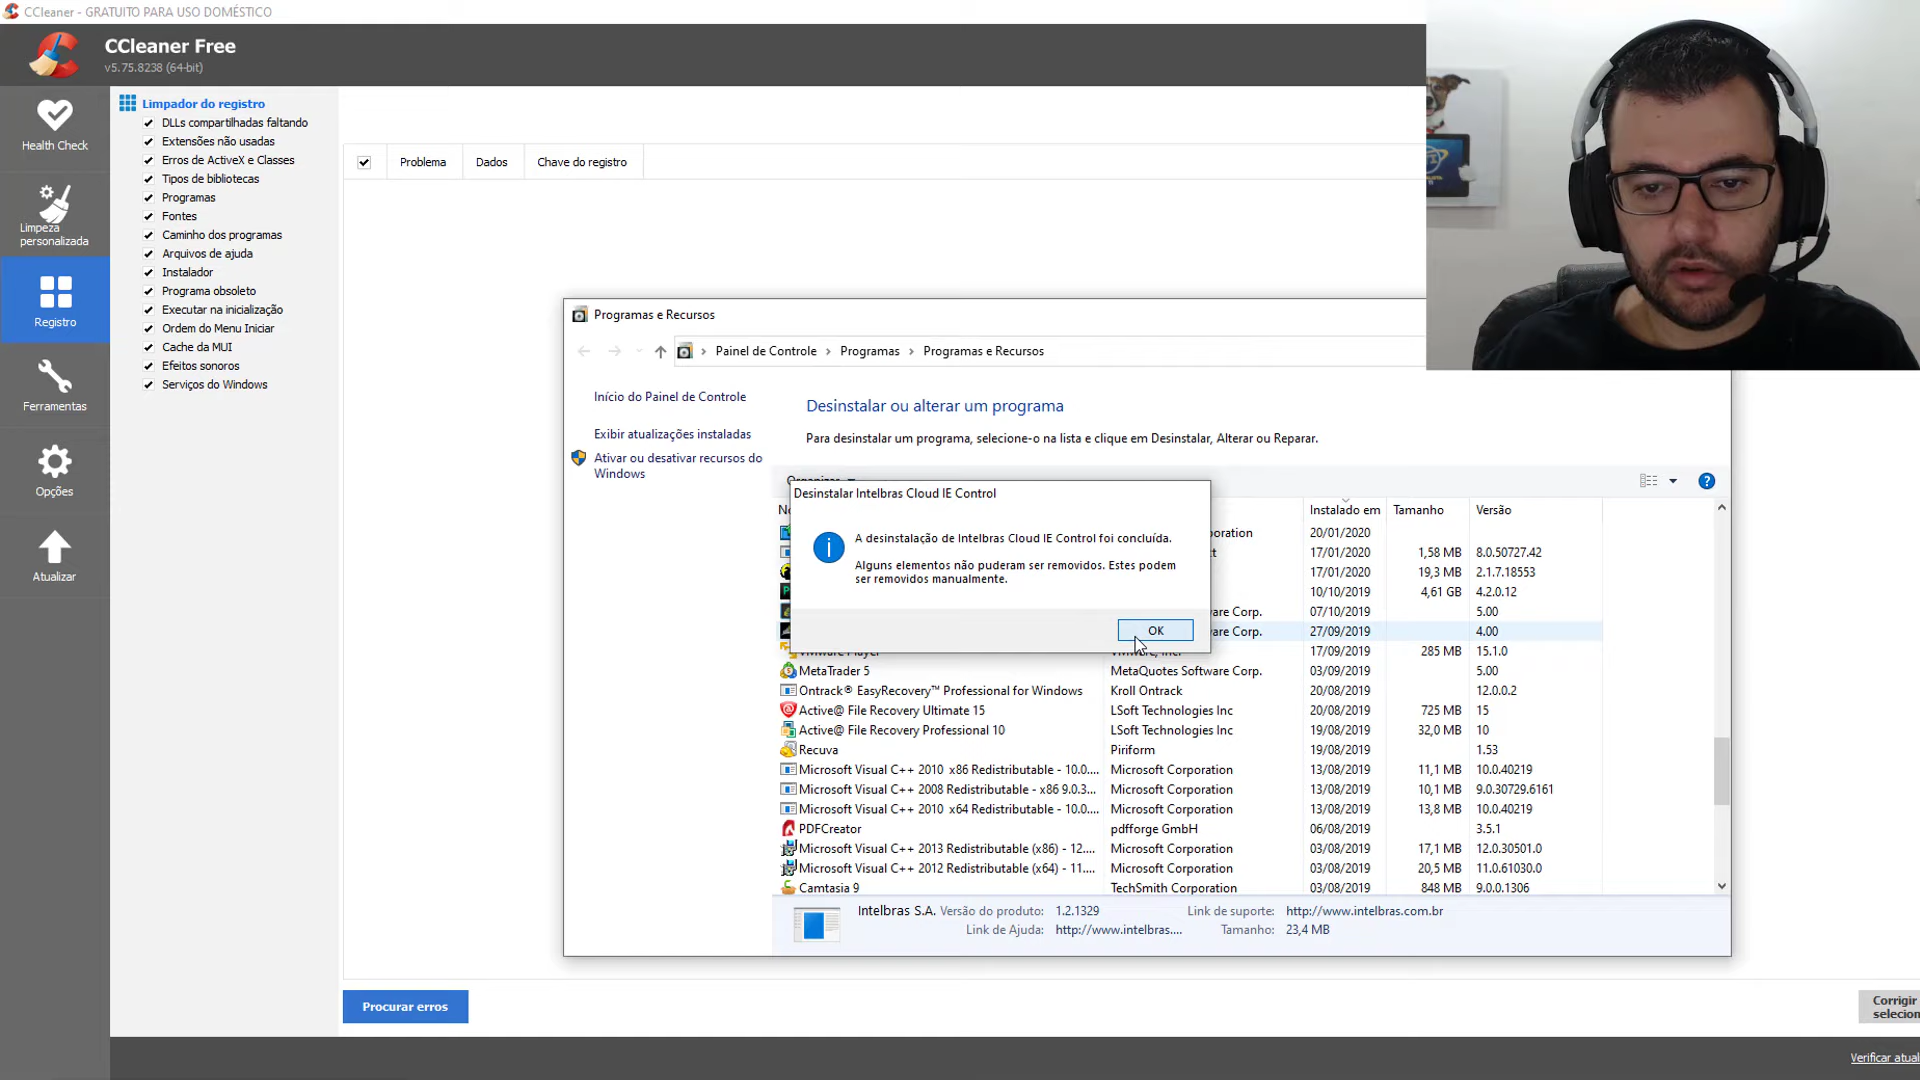 CCleaner - GRATUITO PARA USO DOMÉSTICO
CCleaner Free
v5.75.8238 (64-bit)
Health Check
Limpeza
personalizada
Registro
Ferramentas
Opções
Atualizar
Limpador do registro
DLLs compartilhadas faltando
Extensões não usadas
Erros de ActiveX e Classes
Tipos de bibliotecas
Programas
Fontes
Caminho dos programas
Arquivos de ajuda
Instalador
Programa obsoleto
Executar na inicialização
Ordem do Menu Iniciar
Cache da MUI
Efeitos sonoros
Serviços do Windows
Problema Dados Chave do registro
Programas e Recursos
Painel de Controle > Programas > Programas e Recursos
Início do Painel de Controle
Exibir atualizações instaladas
Ativar ou desativar recursos do
Windows
Desinstalar ou alterar um programa
Para desinstalar um programa, selecione-o na lista e clique em Desinstalar, Alterar ou Reparar.
Desinstalar Intelbras Cloud IE Control
A desinstalação de Intelbras Cloud IE Control foi concluída.
Alguns elementos não puderam ser removidos. Estes podem
ser removidos manualmente.
OK
Instalado em Tamanho Versão
oration 20/01/2020
17/01/2020 1,58 MB 8.0.50727.42
17/01/2020 19,3 MB 2.1.7.18553
10/10/2019 4,61 GB 4.2.0.12
ware Corp. 07/10/2019 5.00
ware Corp. 27/09/2019 4.00
VMware Player VMware, Inc. 17/09/2019 285 MB 15.1.0
MetaTrader 5 MetaQuotes Software Corp. 03/09/2019 5.00
Ontrack® EasyRecovery™ Professional for Windows Kroll Ontrack 20/08/2019 12.0.0.2
Active@ File Recovery Ultimate 15 LSoft Technologies Inc 20/08/2019 725 MB 15
Active@ File Recovery Professional 10 LSoft Technologies Inc 19/08/2019 32,0 MB 10
Recuva Piriform 19/08/2019 1.53
Microsoft Visual C++ 2010 x86 Redistributable - 10.0.... Microsoft Corporation 13/08/2019 11,1 MB 10.0.40219
Microsoft Visual C++ 2008 Redistributable - x86 9.0.3... Microsoft Corporation 13/08/2019 10,1 MB 9.0.30729.6161
Microsoft Visual C++ 2010 x64 Redistributable - 10.0.... Microsoft Corporation 13/08/2019 13,8 MB 10.0.40219
PDFCreator pdfforge GmbH 06/08/2019 3.5.1
Microsoft Visual C++ 2013 Redistributable (x86) - 12.... Microsoft Corporation 03/08/2019 17,1 MB 12.0.30501.0
Microsoft Visual C++ 2012 Redistributable (x64) - 11.... Microsoft Corporation 03/08/2019 20,5 MB 11.0.61030.0
Camtasia 9 TechSmith Corporation 03/08/2019 848 MB 9.0.0.1306
Intelbras S.A. Versão do produto: 1.2.1329 Link de suporte: http://www.intelbras.com.br
Link de Ajuda: http://www.intelbras.... Tamanho: 23,4 MB
Procurar erros
Corrigir
selecion
Verificar atual